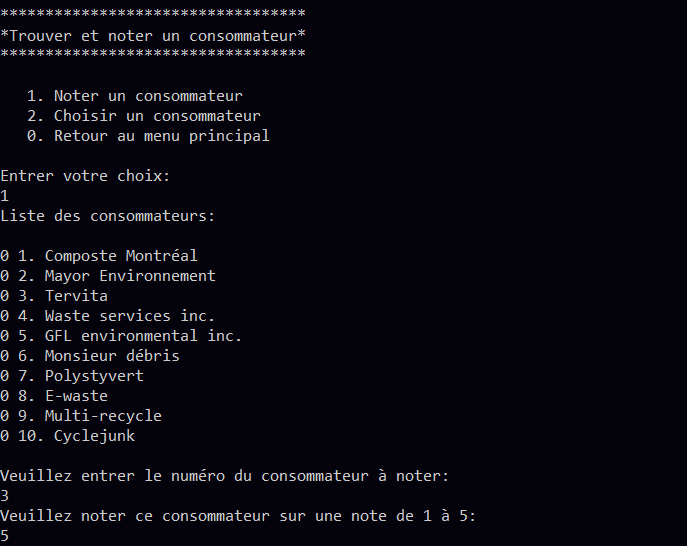 **********************************
*Trouver et noter un consommateur*
**********************************
1. Noter un consommateur
2. Choisir un consommateur
0. Retour au menu principal
Entrer votre choix:
1
Liste des consommateurs:
0 1. Composte Montréal
0 2. Mayor Environnement
0 3. Tervita
0 4. Waste services inc.
0 5. GFL environmental inc.
0 6. Monsieur débris
0 7. Polystyvert
0 8. E-waste
0 9. Multi-recycle
0 10. Cyclejunk
Veuillez entrer le numéro du consommateur à noter:
3
Veuillez noter ce consommateur sur une note de 1 à 5:
5